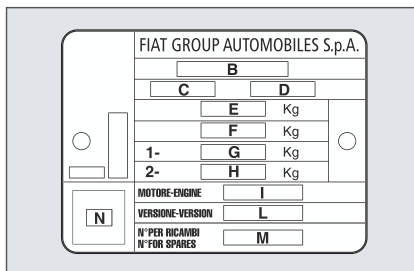 FIAT GROUP AUTOMOBILES S.p.A.
B
C D
E Kg
F Kg
1- G Kg
2- H Kg
MOTORE-ENGINE I
VERSIONE-VERSION L
N
N° PER RICAMBI
N° FOR SPARES M